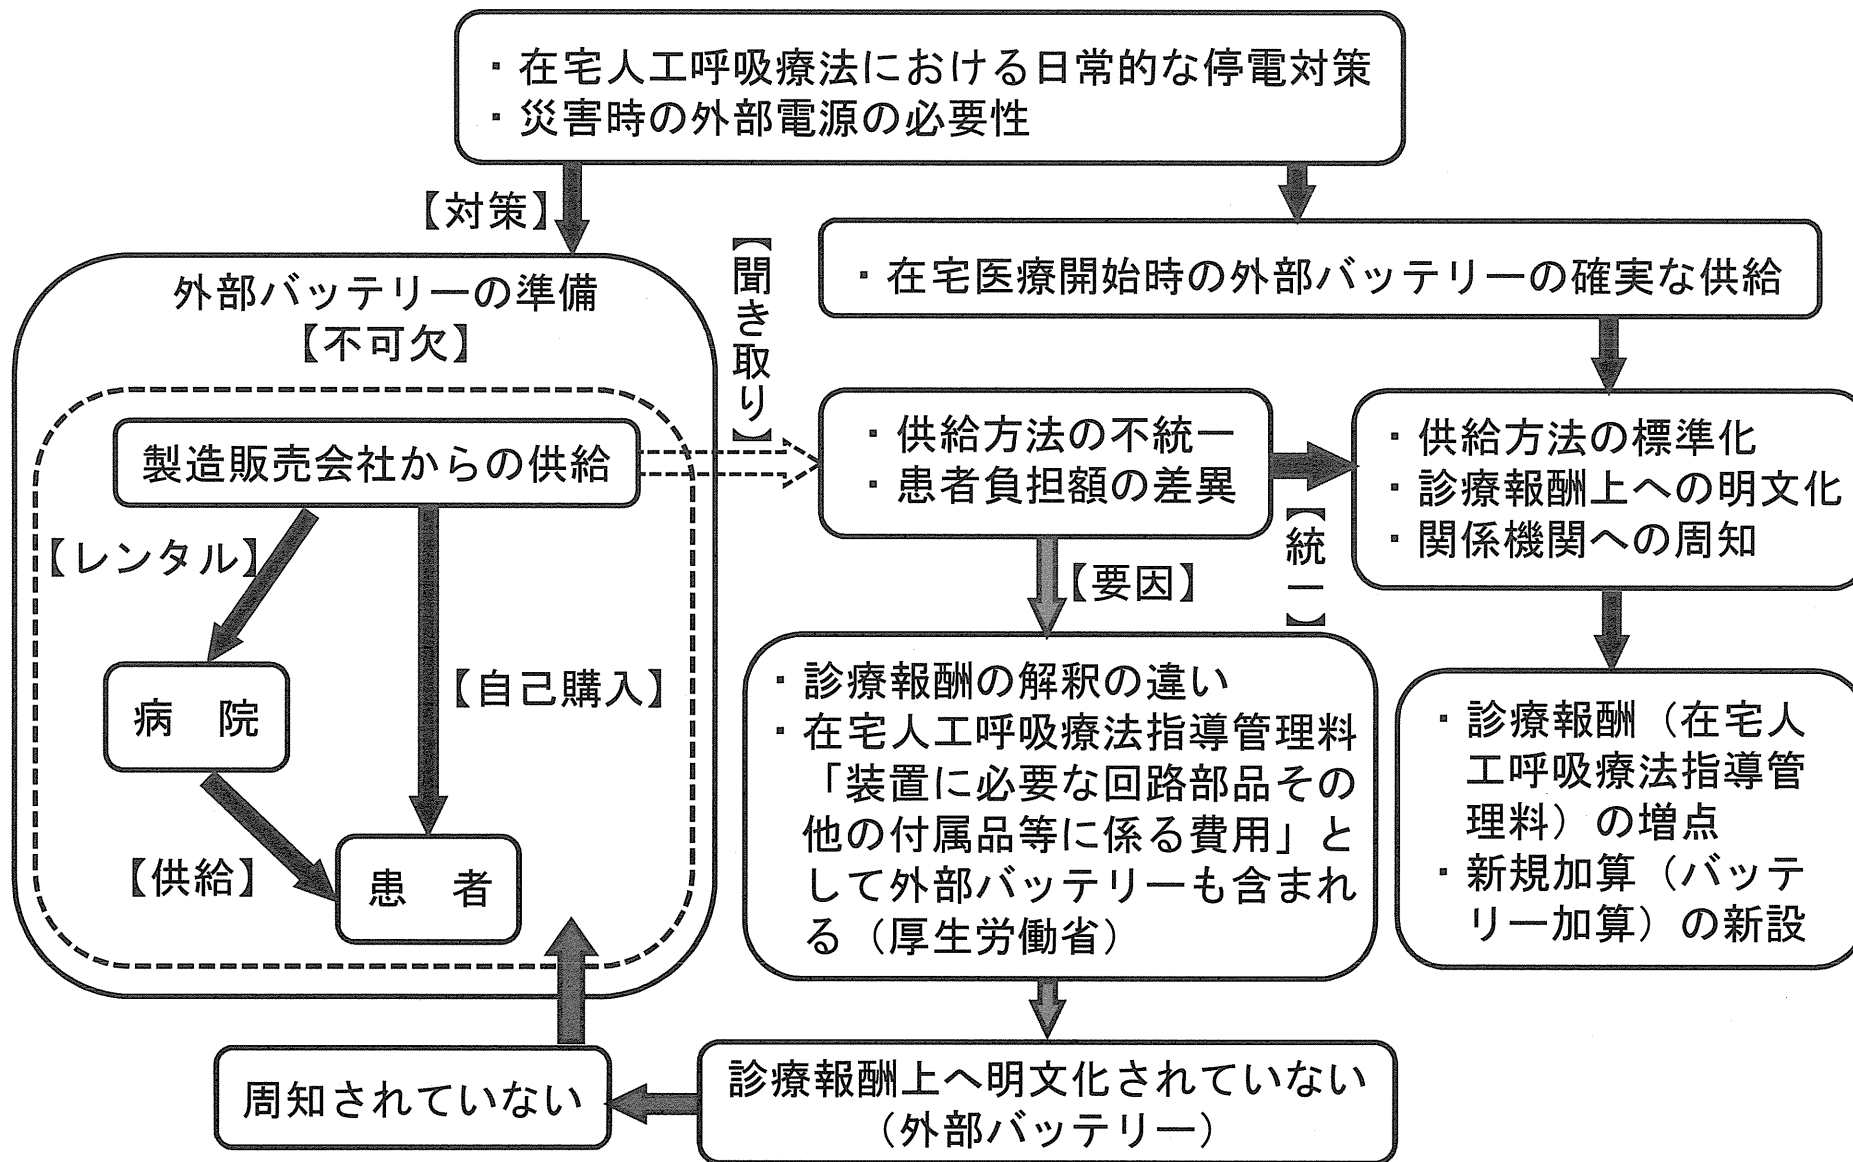 ・在宅人工呼吸療法における日常的な停電対策
・災害時の外部電源の必要性
【対策】
外部バッテリーの準備
【不可欠】
製造販売会社からの供給
【レンタル】
病 院
【自己購入】
【供給】
患 者
【聞き取り】
・在宅医療開始時の外部バッテリーの確実な供給
・供給方法の不統一
・患者負担額の差異
【統一】
・供給方法の標準化
・診療報酬上への明文化
・関係機関への周知
【要因】
・診療報酬の解釈の違い
・在宅人工呼吸療法指導管理料
「装置に必要な回路部品その
他の付属品等に係る費用」と
して外部バッテリーも含まれ
る（厚生労働省）
・診療報酬（在宅人
工呼吸療法指導管
理料）の増点
・新規加算（バッテ
リー加算）の新設
診療報酬上へ明文化されていない
（外部バッテリー）
周知されていない